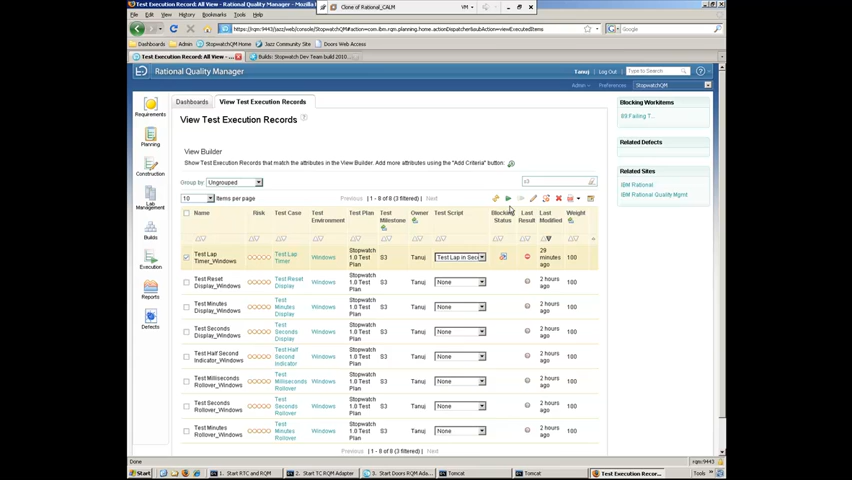 Test Execution Record: All View - Mozilla F
Clone of Rational_CALM
VM
File Edit View History Bookmarks Tools Help
Google
Dashboards Admin StopwatchQM Home Jazz Community Site Doors Web Access
Test Execution Record: All View - ...
Builds: Stopwatch Dev Team build 2010...
Rational Quality Manager
Tanuj | Log Out
Type to Search
Admin Preferences StopwatchQM
Requirements
Planning
Construction
Lab Management
Builds
Execution
Reports
Defects
Dashboards
View Test Execution Records
View Test Execution Records
View Builder
Show Test Execution Records that match the attributes in the View Builder. Add more attributes using the "Add Criteria" button:
Group by: Ungrouped
s3
10 Items per page
Previous | 1 - 8 of 8 (3 filtered) | Next
Name Risk Test Case Test Environment Test Plan Test Milestone Owner Test Script Blocking Status Last Result Last Modified Weight
Test Lap Timer_Windows Test Lap Timer Windows Stopwatch 1.0 Test Plan S3 Tanuj Test Lap in Sec 29 minutes ago 100
Test Reset Display_Windows Test Reset Display Windows Stopwatch 1.0 Test Plan S3 Tanuj None 2 hours ago 100
Test Minutes Display_Windows Test Minutes Display Windows Stopwatch 1.0 Test Plan S3 Tanuj None 2 hours ago 100
Test Seconds Display_Windows Test Seconds Display Windows Stopwatch 1.0 Test Plan S3 Tanuj None 2 hours ago 100
Test Half Second Indicator_Windows Test Half Second Indicator Windows Stopwatch 1.0 Test Plan S3 Tanuj None 2 hours ago 100
Test Milliseconds Rollover_Windows Test Milliseconds Rollover Windows Stopwatch 1.0 Test Plan S3 Tanuj None 2 hours ago 100
Test Seconds Rollover_Windows Test Seconds Rollover Windows Stopwatch 1.0 Test Plan S3 Tanuj None 2 hours ago 100
Test Minutes Rollover_Windows Test Minutes Rollover Windows Stopwatch 1.0 Test Plan S3 Tanuj None 2 hours ago 100
Previous | 1 - 8 of 8 (3 filtered) | Next
Blocking Workitems
89 Failing T...
Related Defects
Related Sites
IBM Rational
Rational Quality Mgmt
Done
Start
1. Start RTC and RQM
2. Start TC RQM Adapter
3. Start Doors RQM Ada...
Tomcat
Tomcat
Test Execution Recor...
Tools